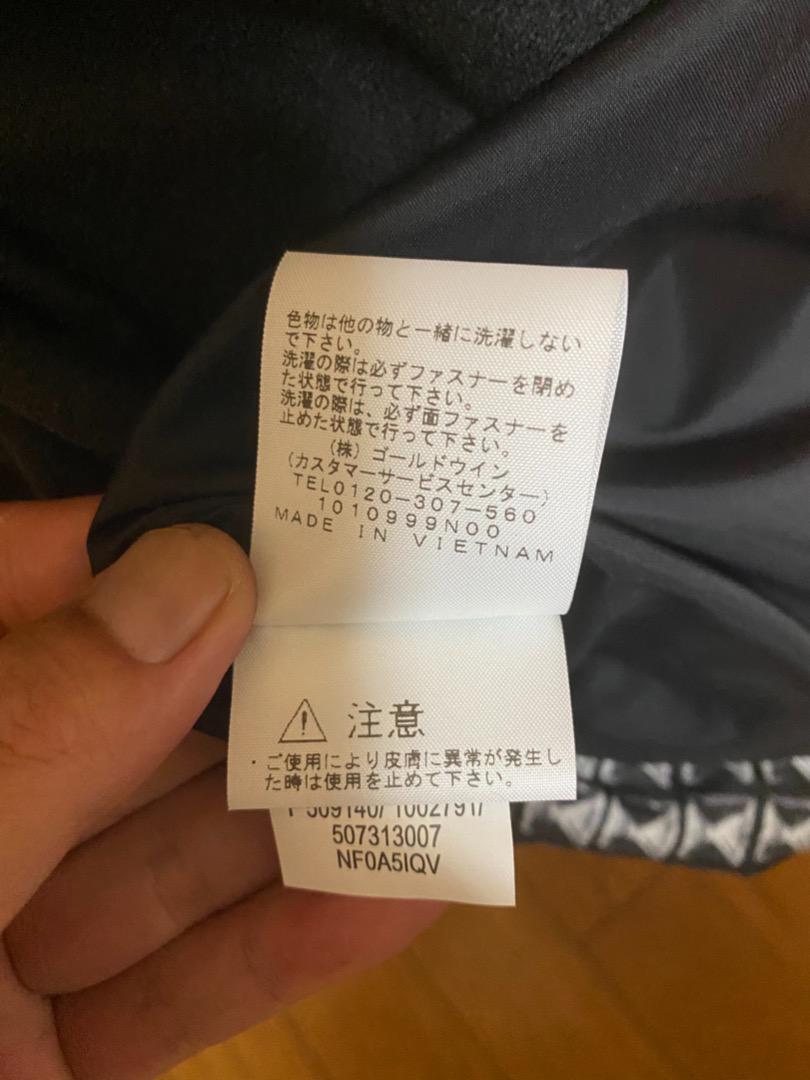 色物は他の物と一緒に洗濯しない
で下さい。
洗濯の際は必ずファスナーを閉め
た状態で行って下さい。
洗濯の際は、必ず面ファスナーを
止めた状態で行って下さい。
(株) ゴールドウイン
(カスタマーサービスセンター)
TEL0120-307-560
1010999N00
MADE IN VIETNAM
注意
・ご使用により皮膚に異常が発生し
た時は使用を止めて下さい。
507313007
NF0A5IQV